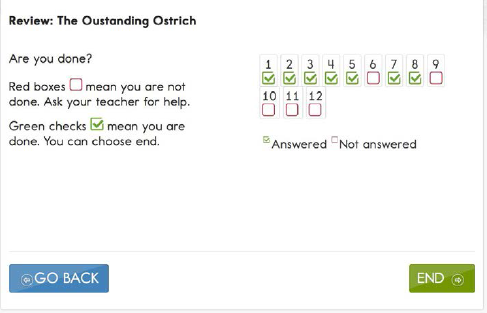 Review: The Oustanding Ostrich
Are you done?
Red boxes mean you are not
done. Ask your teacher for help.
Green checks mean you are
done. You can choose end.
1 2 3 4 5 6 7 8 9
10 11 12
Answered Not answered
GO BACK
END